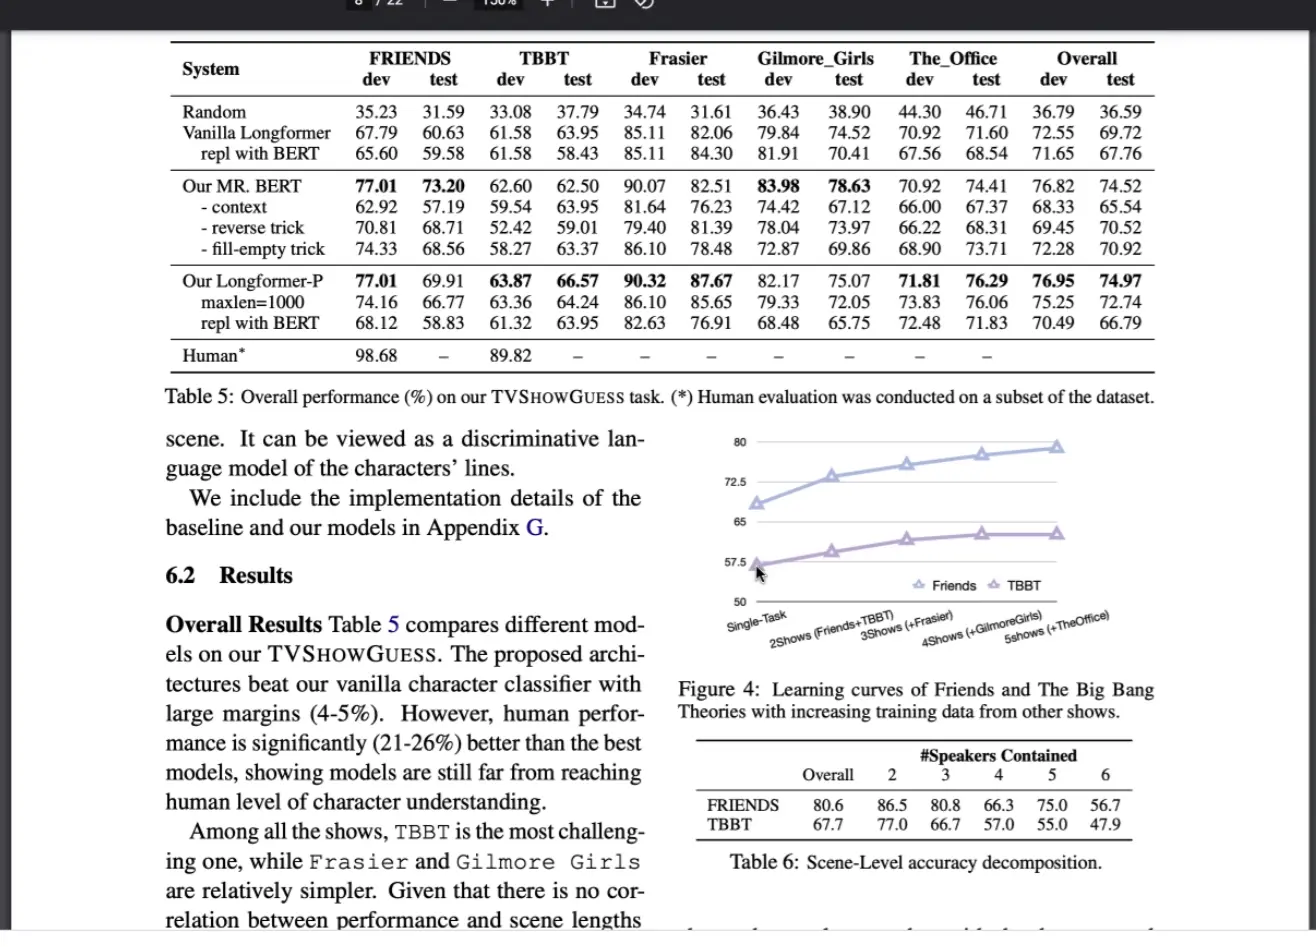 8 / 22 150%
System FRIENDS TBBT Frasier Gilmore_Girls The_Office Overall
dev test dev test dev test dev test dev test dev test
Random 35.23 31.59 33.08 37.79 34.74 31.61 36.43 38.90 44.30 46.71 36.79 36.59
Vanilla Longformer 67.79 60.63 61.58 63.95 85.11 82.06 79.84 74.52 70.92 71.60 72.55 69.72
repl with BERT 65.60 59.58 61.58 58.43 85.11 84.30 81.91 70.41 67.56 68.54 71.65 67.76
Our MR. BERT 77.01 73.20 62.60 62.50 90.07 82.51 83.98 78.63 70.92 74.41 76.82 74.52
- context 62.92 57.19 59.54 63.95 81.64 76.23 74.42 67.12 66.00 67.37 68.33 65.54
- reverse trick 70.81 68.71 52.42 59.01 79.40 81.39 78.04 73.97 66.22 68.31 69.45 70.52
- fill-empty trick 74.33 68.56 58.27 63.37 86.10 78.48 72.87 69.86 68.90 73.71 72.28 70.92
Our Longformer-P 77.01 69.91 63.87 66.57 90.32 87.67 82.17 75.07 71.81 76.29 76.95 74.97
maxlen=1000 74.16 66.77 63.36 64.24 86.10 85.65 79.33 72.05 73.83 76.06 75.25 72.74
repl with BERT 68.12 58.83 61.32 63.95 82.63 76.91 68.48 65.75 72.48 71.83 70.49 66.79
Human* 98.68 – 89.82 – – – – – – –
Table 5: Overall performance (%) on our TVSHOWGUESS task. (*) Human evaluation was conducted on a subset of the dataset.
scene. It can be viewed as a discriminative lan-
guage model of the characters' lines.
We include the implementation details of the
baseline and our models in Appendix G.
6.2 Results
Overall Results Table 5 compares different mod-
els on our TVSHOWGUESS. The proposed archi-
tectures beat our vanilla character classifier with
large margins (4-5%). However, human perfor-
mance is significantly (21-26%) better than the best
models, showing models are still far from reaching
human level of character understanding.
Among all the shows, TBBT is the most challeng-
ing one, while Frasier and Gilmore Girls
are relatively simpler. Given that there is no cor-
relation between performance and scene lengths
80
72.5
65
57.5
50
Friends TBBT
Single-Task
2Shows (Friends+TBBT)
3Shows (+Frasier)
4Shows (+GilmoreGirls)
5shows (+TheOffice)
Figure 4: Learning curves of Friends and The Big Bang
Theories with increasing training data from other shows.
#Speakers Contained
Overall 2 3 4 5 6
FRIENDS 80.6 86.5 80.8 66.3 75.0 56.7
TBBT 67.7 77.0 66.7 57.0 55.0 47.9
Table 6: Scene-Level accuracy decomposition.